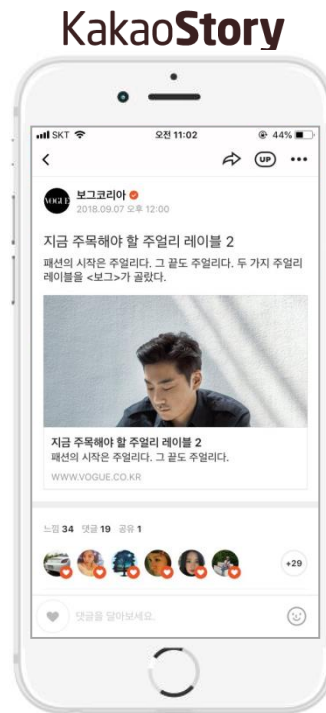 KakaoStory
SKT 오전 11:02 44%
UP
VOGUE 보그코리아
2018.09.07 오후 12:00
지금 주목해야 할 주얼리 레이블 2
패션의 시작은 주얼리다. 그 끝도 주얼리다. 두 가지 주얼리
레이블을 <보그>가 골랐다.
지금 주목해야 할 주얼리 레이블 2
패션의 시작은 주얼리다. 그 끝도 주얼리다.
WWW.VOGUE.CO.KR
느낌 34 댓글 19 공유 1
+29
댓글을 달아보세요.